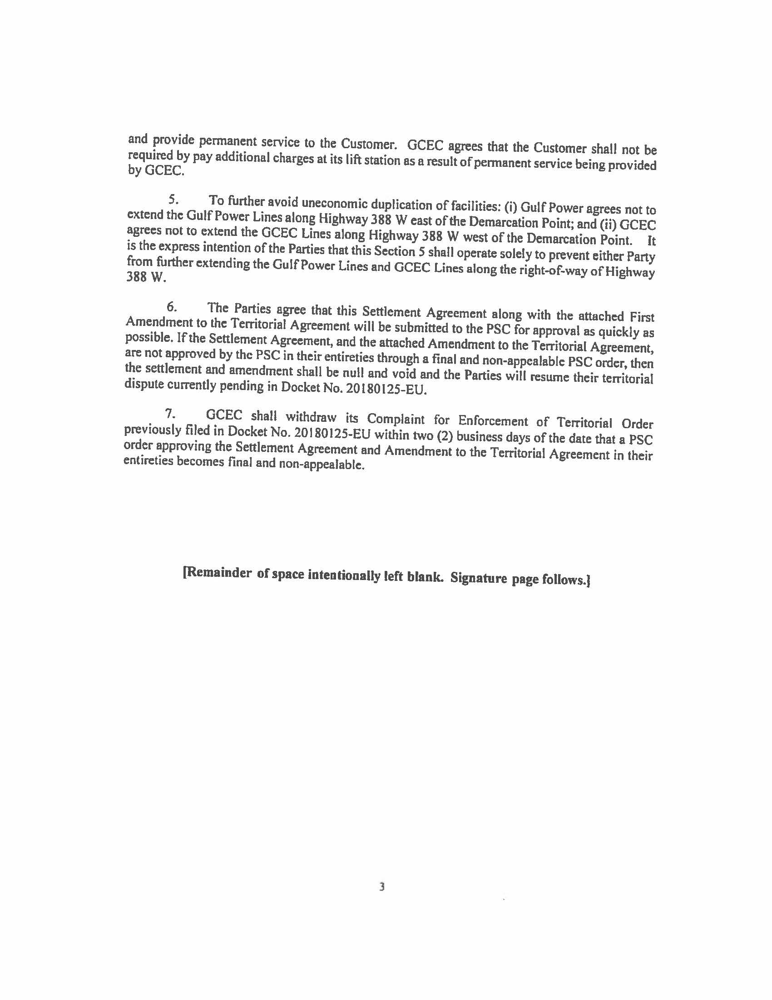 and provide permanent service to the Customer. GCEC agrees that the Customer shall not be
required by pay additional charges at its lift station as a result of permanent service being provided
by GCEC.
5. To further avoid uneconomic duplication of facilities: (i) Gulf Power agrees not to
extend the Gulf Power Lines along Highway 388 W east of the Demarcation Point; and (ii) GCEC
agrees not to extend the GCEC Lines along Highway 388 W west of the Demarcation Point. It
is the express intention of the Parties that this Section 5 shall operate solely to prevent either Party
from further extending the Gulf Power Lines and GCEC Lines along the right-of-way of Highway
388 W.
6. The Parties agree that this Settlement Agreement along with the attached First
Amendment to the Territorial Agreement will be submitted to the PSC for approval as quickly as
possible. If the Settlement Agreement, and the attached Amendment to the Territorial Agreement,
are not approved by the PSC in their entireties through a final and non-appealable PSC order, then
the settlement and amendment shall be null and void and the Parties will resume their territorial
dispute currently pending in Docket No. 20180125-EU.
7. GCEC shall withdraw its Complaint for Enforcement of Territorial Order
previously filed in Docket No. 20180125-EU within two (2) business days of the date that a PSC
order approving the Settlement Agreement and Amendment to the Territorial Agreement in their
entireties becomes final and non-appealable.
[Remainder of space intentionally left blank. Signature page follows.]
3